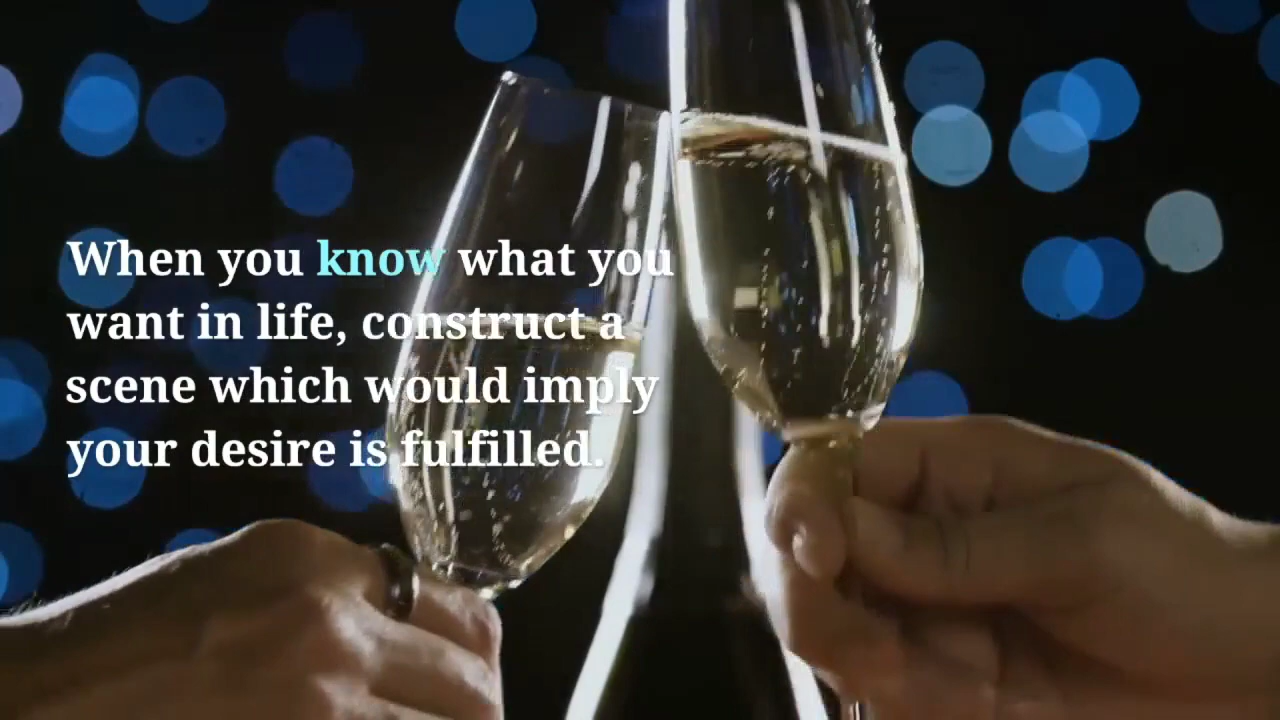 When you know what you
want in life, construct a
scene which would imply
your desire is fulfilled.